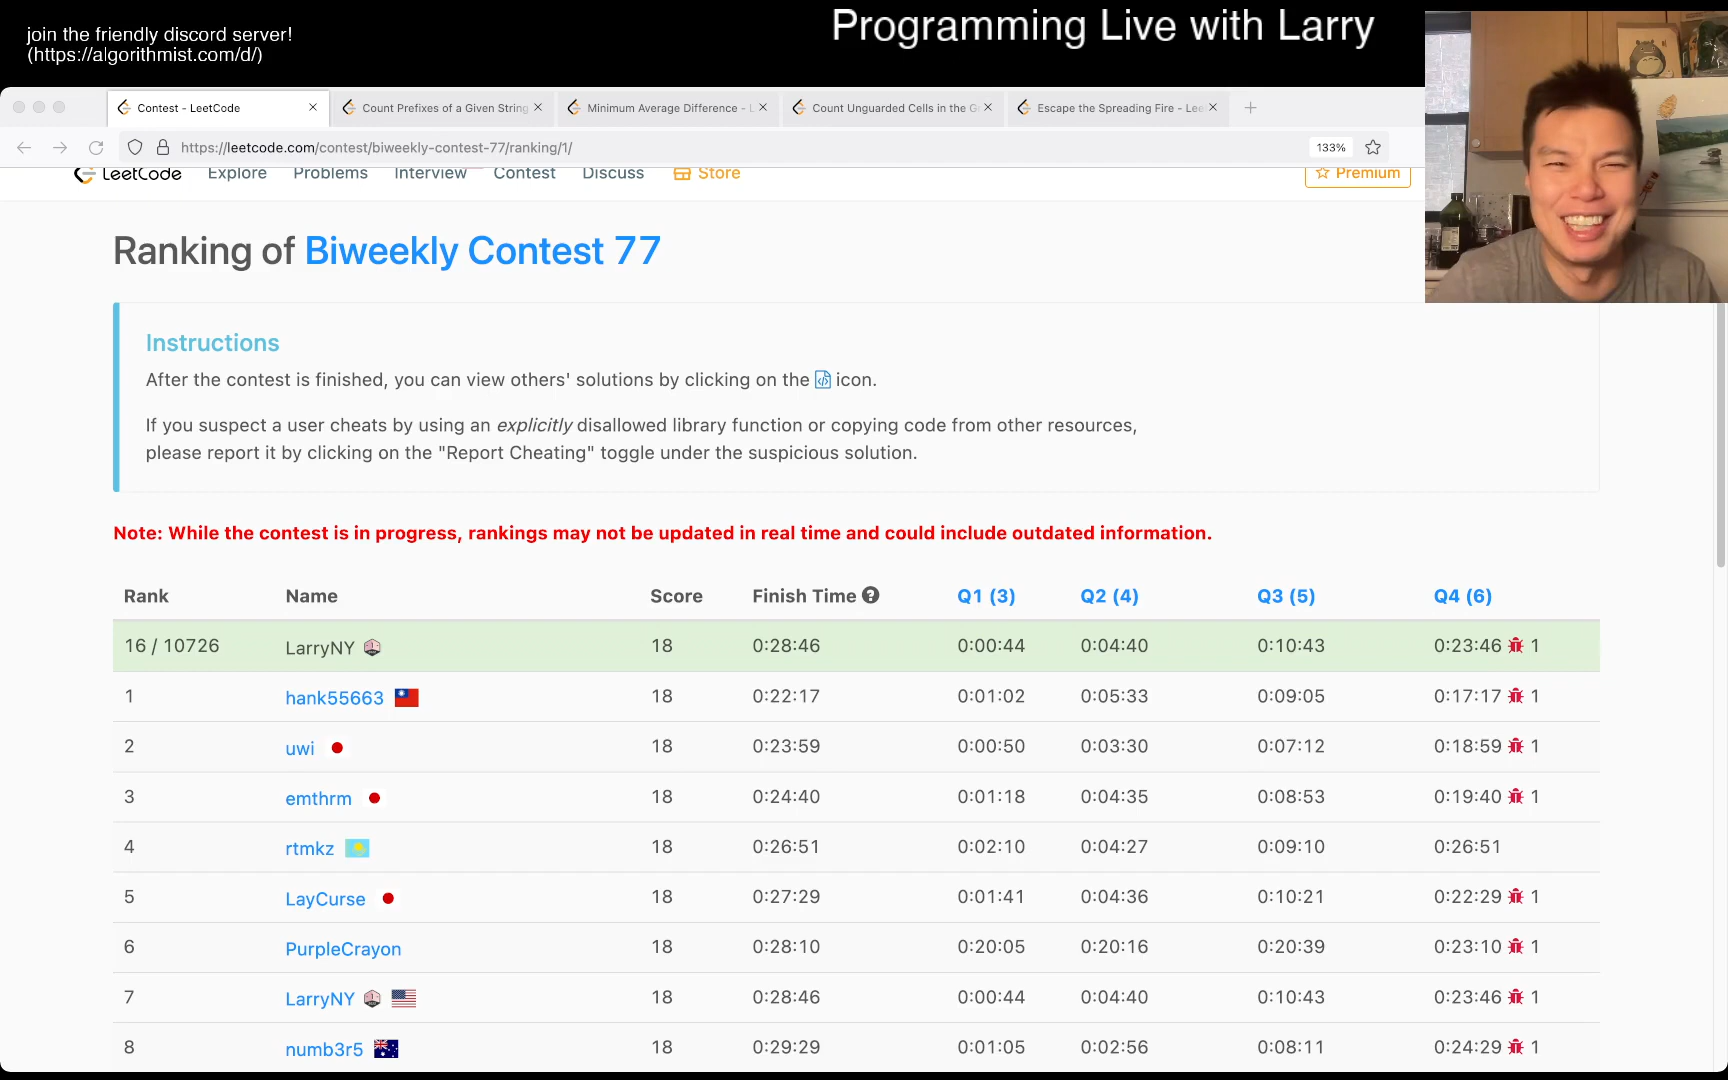 join the friendly discord server!
(https://algorithmist.com/d/)
Programming Live with Larry
Contest - LeetCode
Count Prefixes of a Given String
Minimum Average Difference - L
Count Unguarded Cells in the G
Escape the Spreading Fire - Lee
https://leetcode.com/contest/biweekly-contest-77/ranking/1/
133%
LeetCode Explore Problems Interview Contest Discuss Store Premium
Ranking of Biweekly Contest 77
Instructions
After the contest is finished, you can view others' solutions by clicking on the icon.
If you suspect a user cheats by using an explicitly disallowed library function or copying code from other resources,
please report it by clicking on the "Report Cheating" toggle under the suspicious solution.
Note: While the contest is in progress, rankings may not be updated in real time and could include outdated information.
Rank Name Score Finish Time Q1 (3) Q2 (4) Q3 (5) Q4 (6)
16 / 10726 LarryNY 18 0:28:46 0:00:44 0:04:40 0:10:43 0:23:46 1
1 hank55663 18 0:22:17 0:01:02 0:05:33 0:09:05 0:17:17 1
2 uwi 18 0:23:59 0:00:50 0:03:30 0:07:12 0:18:59 1
3 emthrm 18 0:24:40 0:01:18 0:04:35 0:08:53 0:19:40 1
4 rtmkz 18 0:26:51 0:02:10 0:04:27 0:09:10 0:26:51
5 LayCurse 18 0:27:29 0:01:41 0:04:36 0:10:21 0:22:29 1
6 PurpleCrayon 18 0:28:10 0:20:05 0:20:16 0:20:39 0:23:10 1
7 LarryNY 18 0:28:46 0:00:44 0:04:40 0:10:43 0:23:46 1
8 numb3r5 18 0:29:29 0:01:05 0:02:56 0:08:11 0:24:29 1